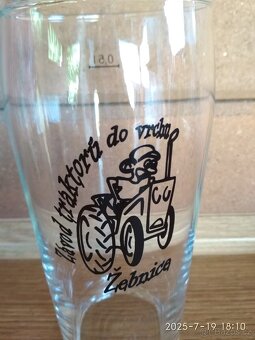 0,5l
Závod traktorů do vrchu
Žebnice
2025-7-19 18:10